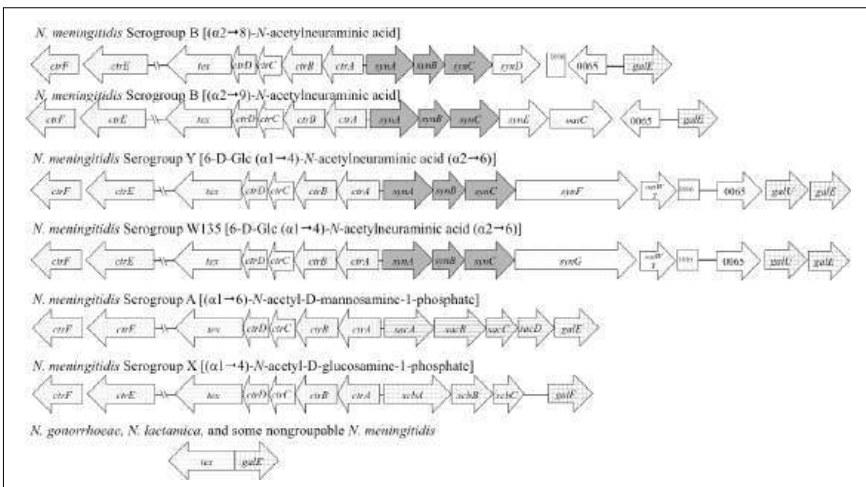 N. meningitidis Serogroup B [(α2→8)-N-acetylneuraminic acid]
ctrF ctrE tex ctrD ctrC ctrB ctrA synA synB synC synD 0065 galE
N. meningitidis Serogroup B [(α2→9)-N-acetylneuraminic acid]
ctrF ctrE tex ctrD ctrC ctrB ctrA synA synB synC synE oatC 0065 galE
N. meningitidis Serogroup Y [6-D-Glc (α1→4)-N-acetylneuraminic acid (α2→6)]
ctrF ctrE tex ctrD ctrC ctrB ctrA synA synB synC synF 0065 galU galE
N. meningitidis Serogroup W135 [6-D-Glc (α1→4)-N-acetylneuraminic acid (α2→6)]
ctrF ctrE tex ctrD ctrC ctrB ctrA synA synB synC synG 0065 galU galE
N. meningitidis Serogroup A [(α1→6)-N-acetyl-D-mannosamine-1-phosphate]
ctrF ctrE tex ctrD ctrC ctrB ctrA sacA sacB sacC sacD galE
N. meningitidis Serogroup X [(α1→4)-N-acetyl-D-glucosamine-1-phosphate]
ctrF ctrE tex ctrD ctrC ctrB ctrA xcbA xcbB xcbC galE
N. gonorrhoeae, N. lactamica, and some nongroupable N. meningitidis
tex galE